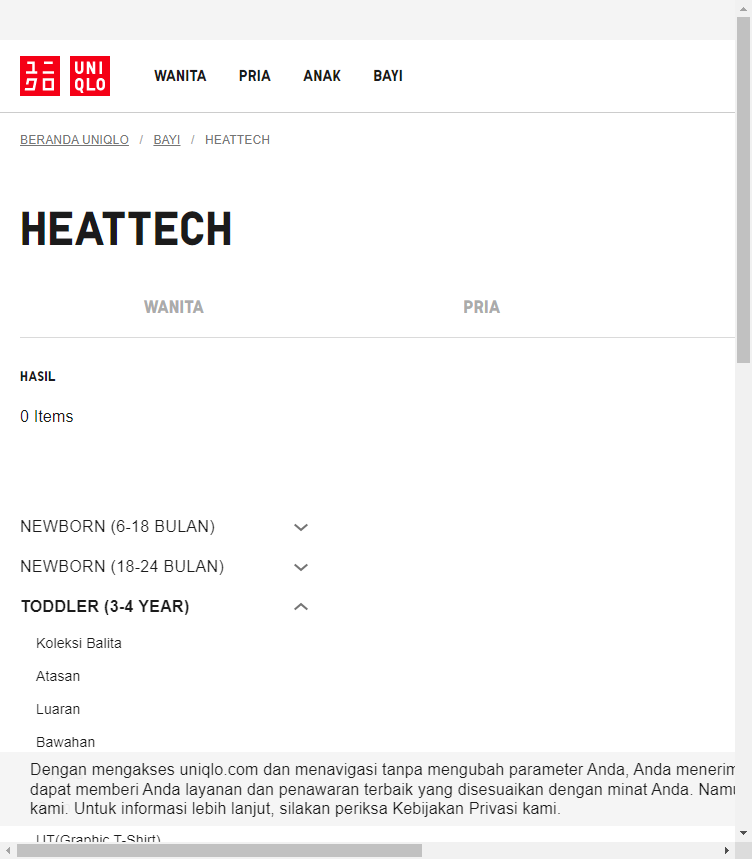 ユニ
クロ
UNI
QLO
WANITA PRIA ANAK BAYI
BERANDA UNIQLO / BAYI / HEATTECH
HEATTECH
WANITA PRIA
HASIL
0 Items
NEWBORN (6-18 BULAN)
NEWBORN (18-24 BULAN)
TODDLER (3-4 YEAR)
Koleksi Balita
Atasan
Luaran
Bawahan
Dengan mengakses uniqlo.com dan menavigasi tanpa mengubah parameter Anda, Anda menerim
dapat memberi Anda layanan dan penawaran terbaik yang disesuaikan dengan minat Anda. Namu
kami. Untuk informasi lebih lanjut, silakan periksa Kebijakan Privasi kami.
UT(Graphic T-Shirt)